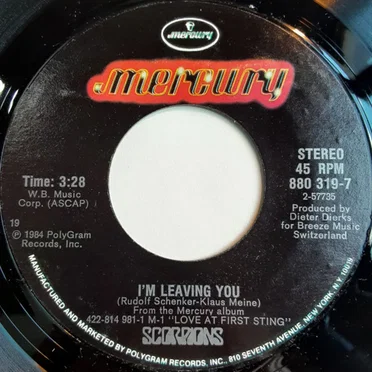 mercury
mercury
Time: 3:28
W.B. Music
Corp. (ASCAP)
19
℗ 1984 PolyGram
Records, Inc.
STEREO
45 RPM
880 319-7
2-57735
Produced by
Dieter Dierks
for Breeze Music
Switzerland
I'M LEAVING YOU
(Rudolf Schenker-Klaus Meine)
From the Mercury album
422-814 981-1 M-1 "LOVE AT FIRST STING"
SCORPIONS
MANUFACTURED AND MARKETED BY POLYGRAM RECORDS, INC., 810 SEVENTH AVENUE, NEW YORK, N.Y. 10019